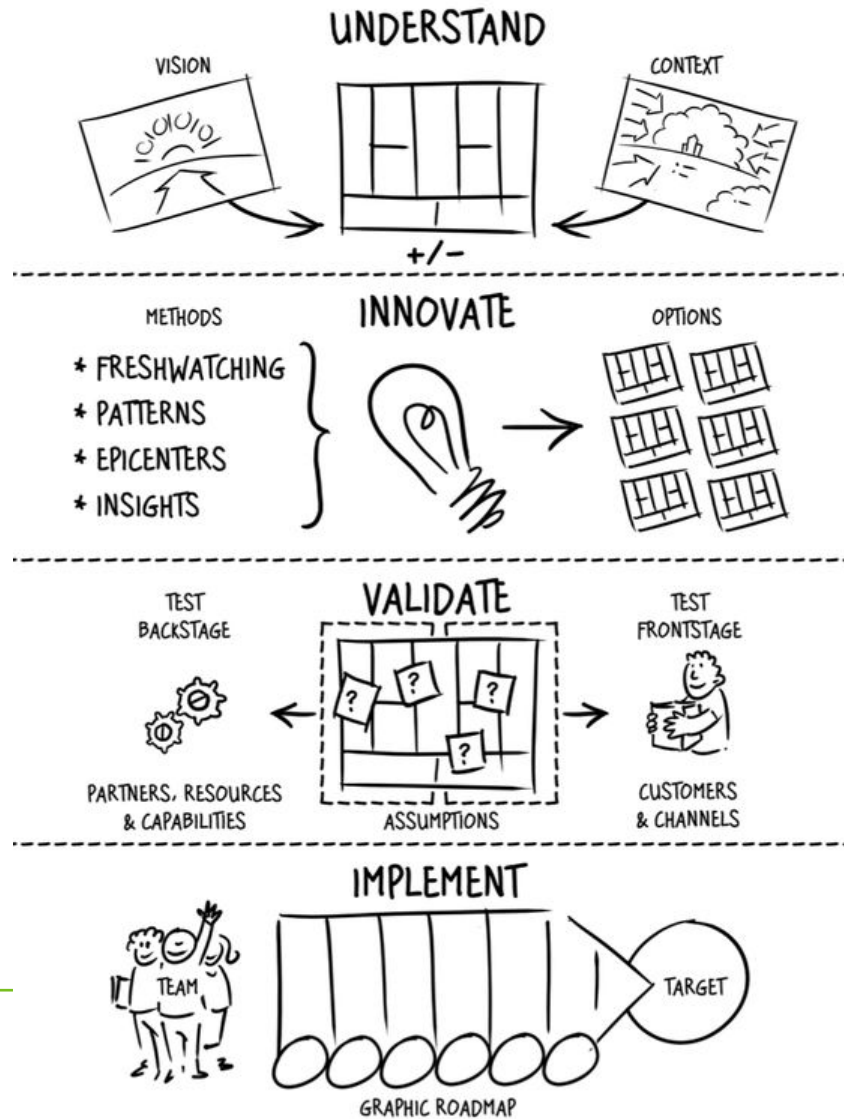 UNDERSTAND
VISION
CONTEXT
+/-
INNOVATE
METHODS
OPTIONS
* FRESHWATCHING
* PATTERNS
* EPICENTERS
* INSIGHTS
VALIDATE
TEST
BACKSTAGE
TEST
FRONTSTAGE
?
?
?
?
PARTNERS, RESOURCES
& CAPABILITIES
ASSUMPTIONS
CUSTOMERS
& CHANNELS
IMPLEMENT
TEAM
TARGET
GRAPHIC ROADMAP